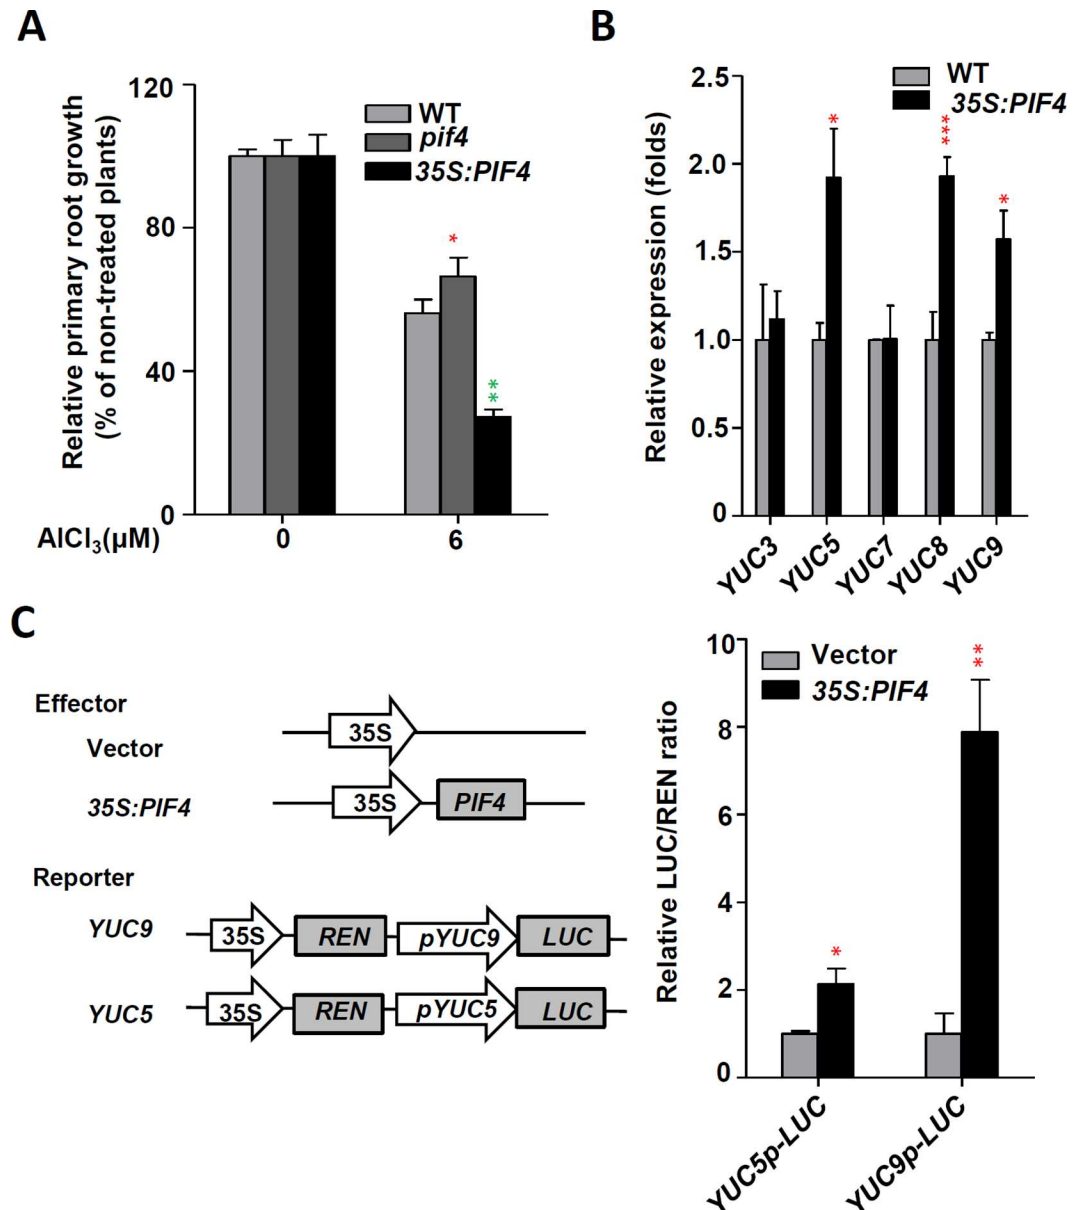 A
Relative primary root growth
(% of non-treated plants)
120
80
40
0
WT
pif4
35S:PIF4
*
**
AlCl₃(µM)
0
6
B
Relative expression (folds)
2.5
2.0
1.5
1.0
0.5
0
WT
35S:PIF4
*
***
*
YUC3
YUC5
YUC7
YUC8
YUC9
C
Effector
Vector
35S
35S:PIF4
35S
PIF4
Reporter
YUC9
35S
REN
pYUC9
LUC
YUC5
35S
REN
pYUC5
LUC
Relative LUC/REN ratio
10
8
6
4
2
0
Vector
35S:PIF4
*
**
YUC5p-LUC
YUC9p-LUC